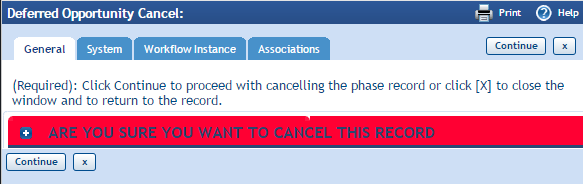 Deferred Opportunity Cancel: Print Help
General System Workflow Instance Associations Continue x
(Required): Click Continue to proceed with cancelling the phase record or click [X] to close the
window and to return to the record.
ARE YOU SURE YOU WANT TO CANCEL THIS RECORD
Continue x